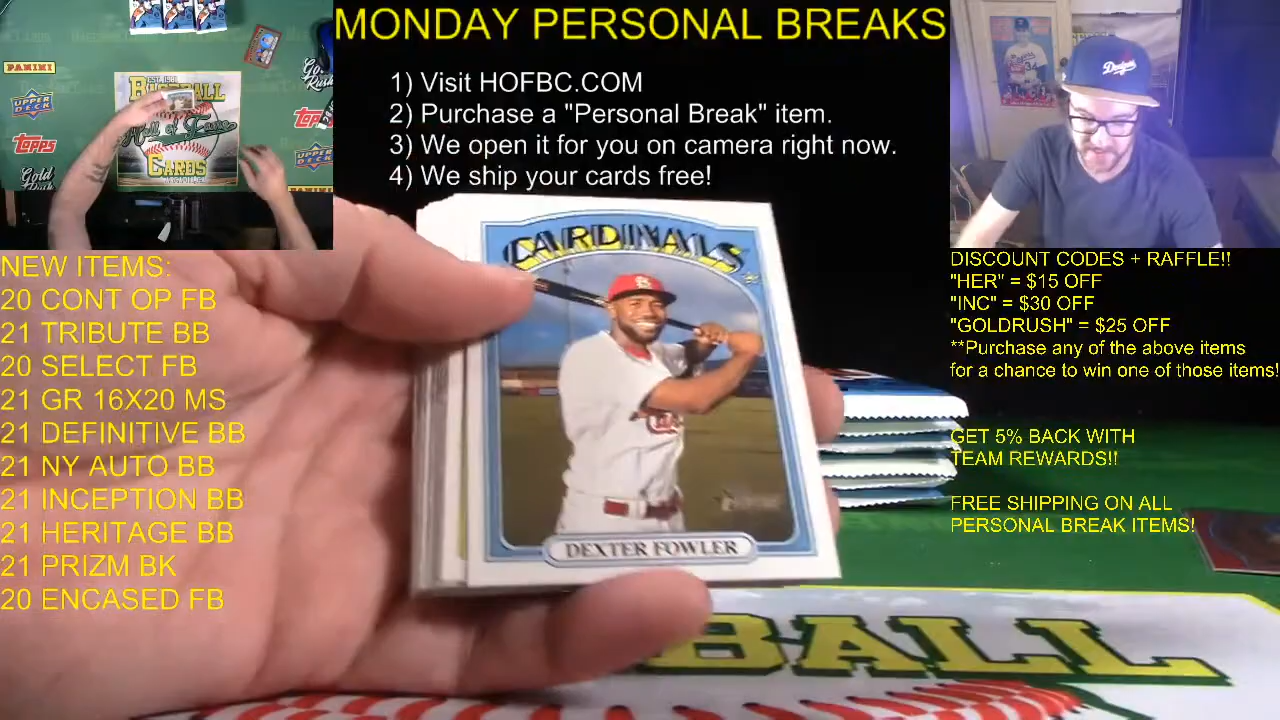 MONDAY PERSONAL BREAKS
1) Visit HOFBC.COM
2) Purchase a "Personal Break" item.
3) We open it for you on camera right now.
4) We ship your cards free!
PANINI
UPPER DECK
Topps
Gold Rush
EST. 1981
BASEBALL
Hall of Fame
CARDS
Dodgers
34
NEW ITEMS:
20 CONT OP FB
21 TRIBUTE BB
20 SELECT FB
21 GR 16X20 MS
21 DEFINITIVE BB
21 NY AUTO BB
21 INCEPTION BB
21 HERITAGE BB
21 PRIZM BK
20 ENCASED FB
CARDINALS
DEXTER FOWLER
BALL
DISCOUNT CODES + RAFFLE!!
"HER" = $15 OFF
"INC" = $30 OFF
"GOLDRUSH" = $25 OFF
**Purchase any of the above items
for a chance to win one of those items!
GET 5% BACK WITH
TEAM REWARDS!!
FREE SHIPPING ON ALL
PERSONAL BREAK ITEMS!